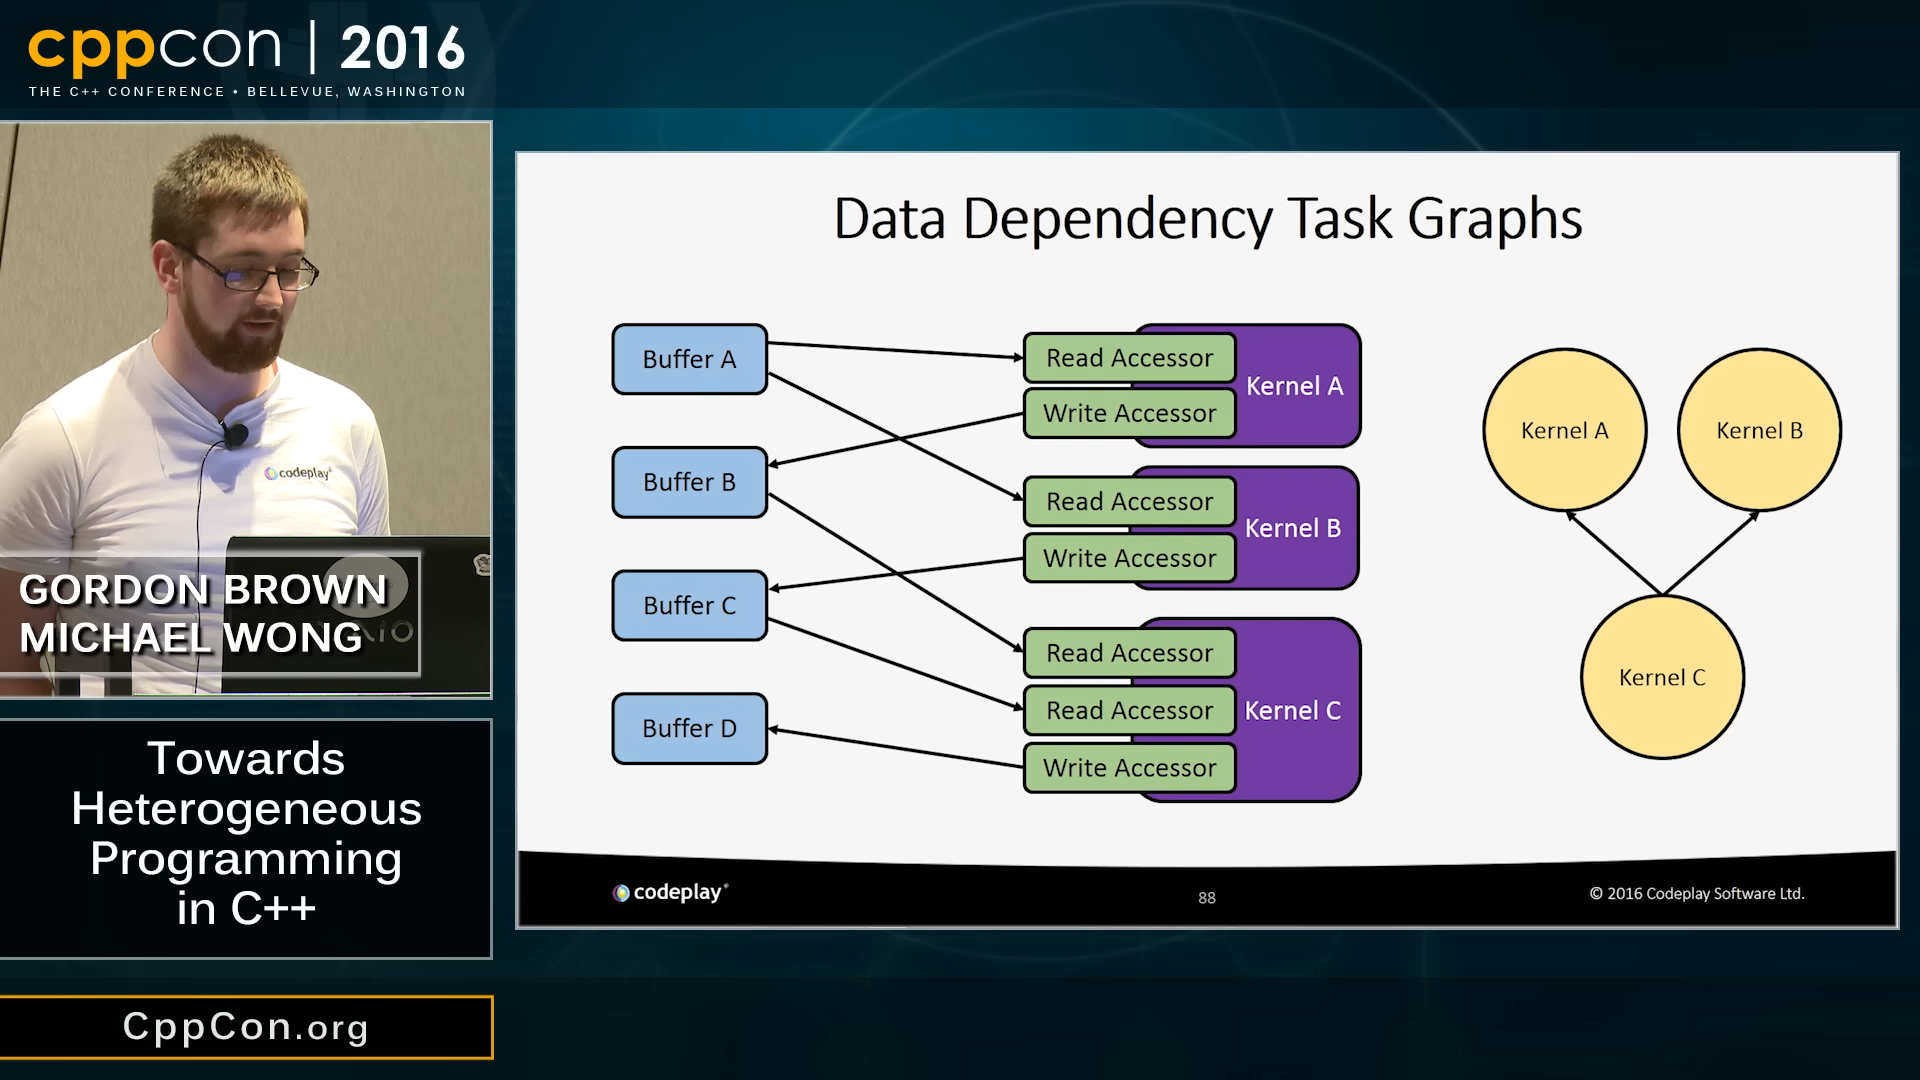 cppcon | 2016
THE C++ CONFERENCE • BELLEVUE, WASHINGTON
codeplay
GORDON BROWN
MICHAEL WONG
Towards
Heterogeneous
Programming
in C++
CppCon.org
Data Dependency Task Graphs
Buffer A
Buffer B
Buffer C
Buffer D
Read Accessor
Write Accessor
Kernel A
Read Accessor
Write Accessor
Kernel B
Read Accessor
Read Accessor
Write Accessor
Kernel C
Kernel A
Kernel B
Kernel C
codeplay®
88
© 2016 Codeplay Software Ltd.